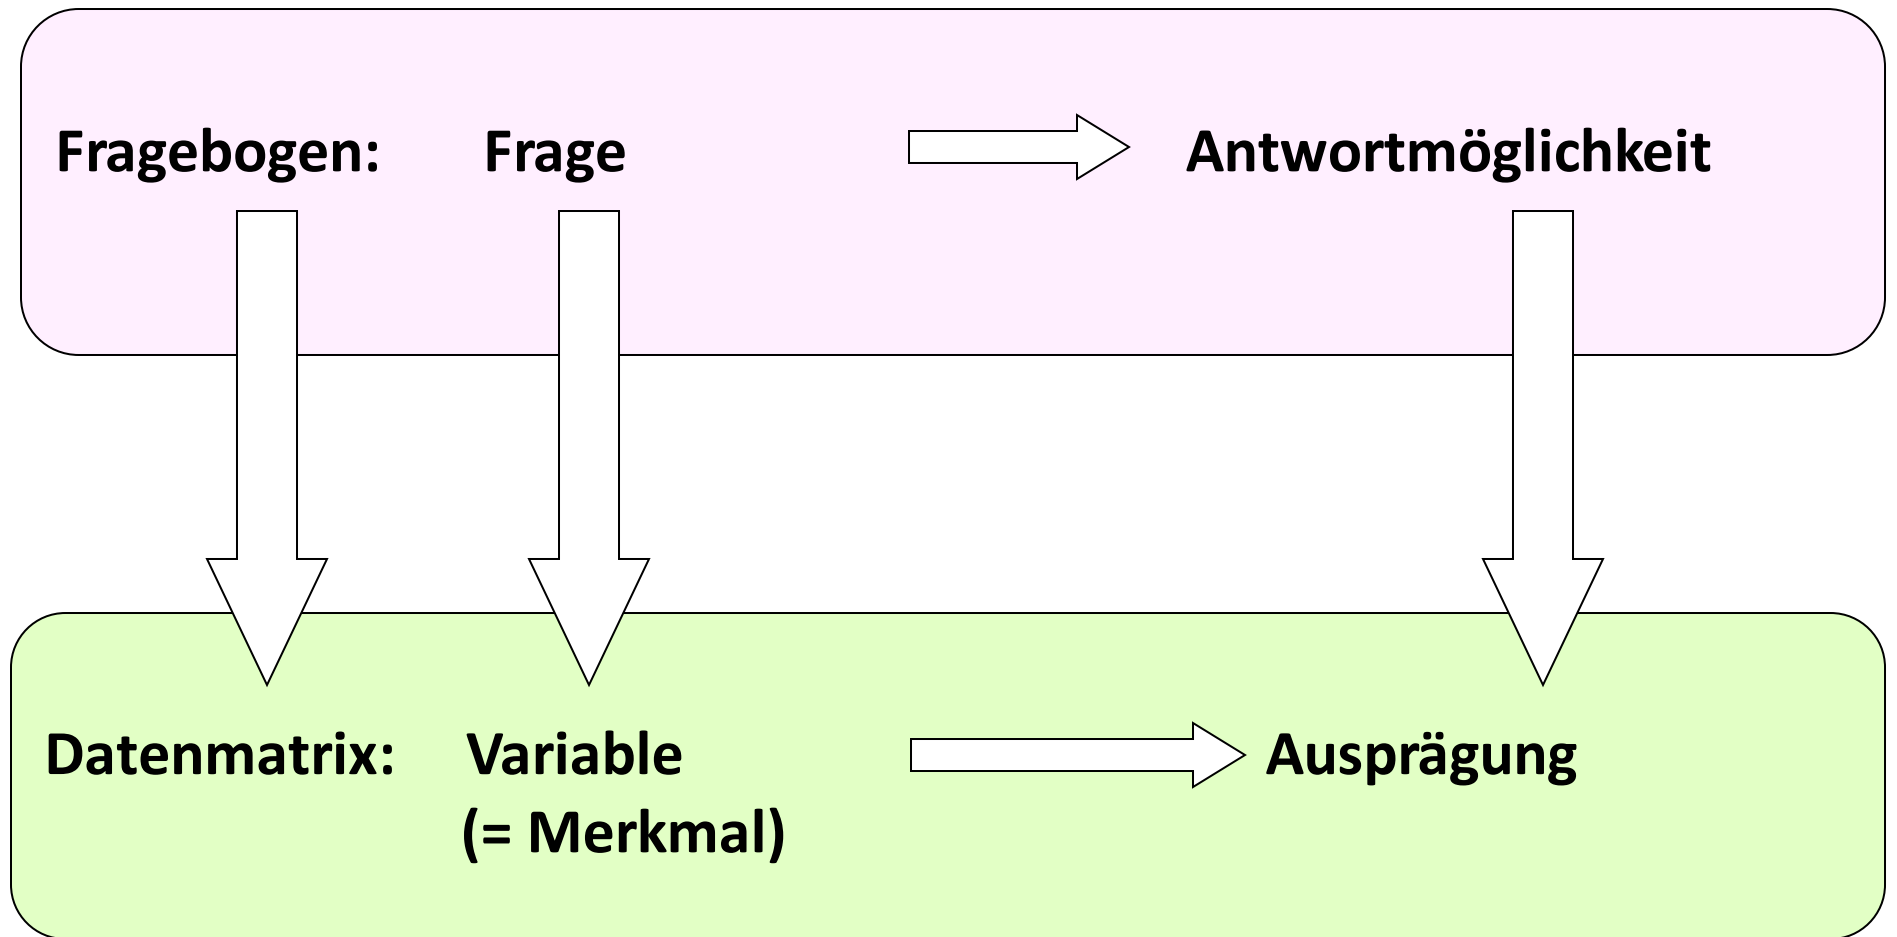 Fragebogen: Frage Antwortmöglichkeit
Datenmatrix: Variable Ausprägung
(= Merkmal)